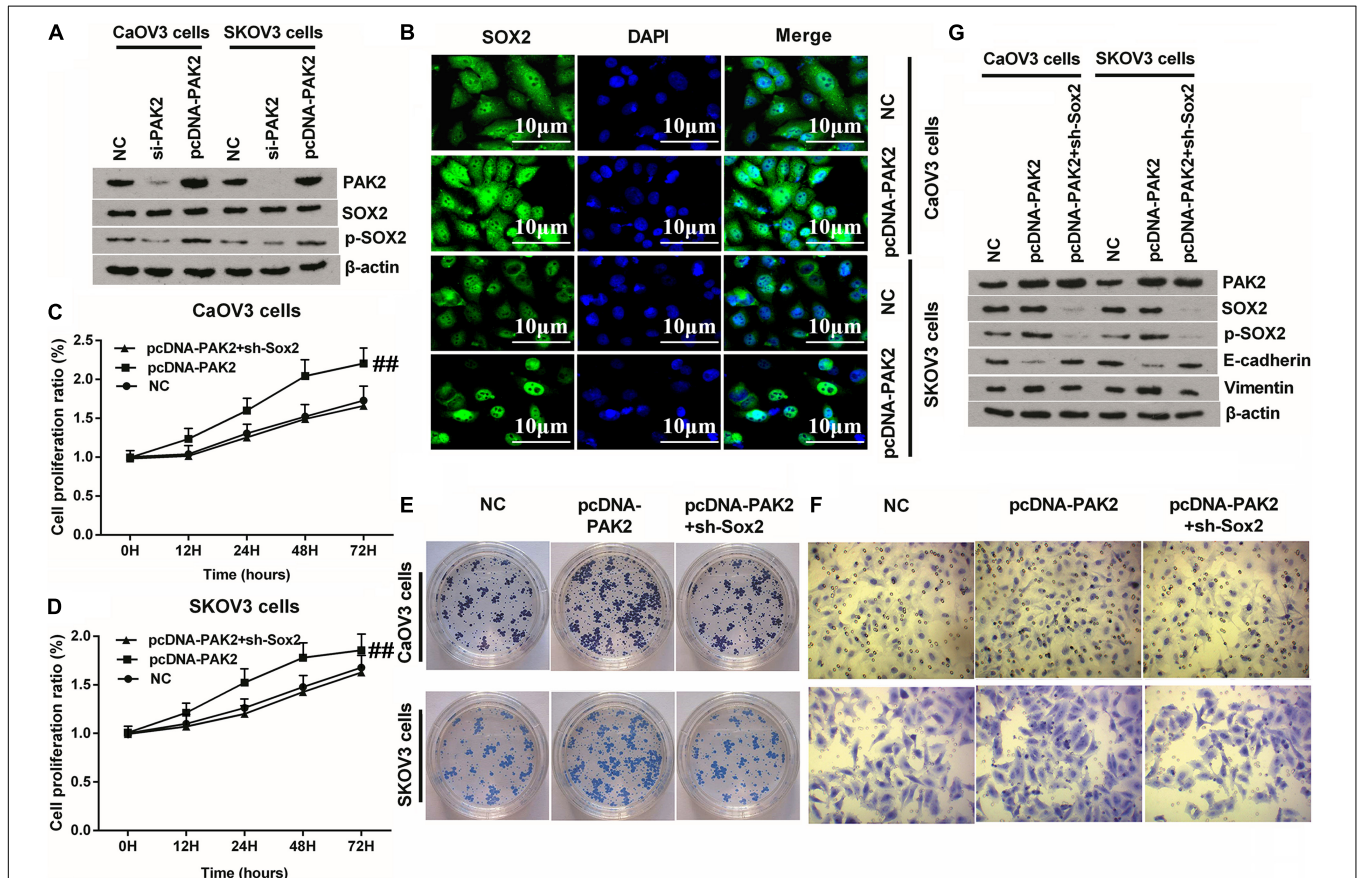 A
CaOV3 cells SKOV3 cells
NC si-PAK2 pcDNA-PAK2 NC si-PAK2 pcDNA-PAK2
PAK2
SOX2
p-SOX2
β-actin
B
SOX2 DAPI Merge
10μm 10μm 10μm
10μm 10μm 10μm
10μm 10μm 10μm
10μm 10μm 10μm
NC
pcDNA-PAK2
CaOV3 cells
NC
pcDNA-PAK2
SKOV3 cells
C
CaOV3 cells
Cell proliferation ratio (%)
2.5
2.0
1.5
1.0
0.5
0.0
pcDNA-PAK2+sh-Sox2
pcDNA-PAK2
NC
##
0H 12H 24H 48H 72H
Time (hours)
D
SKOV3 cells
Cell proliferation ratio (%)
2.0
1.5
1.0
0.5
0.0
pcDNA-PAK2+sh-Sox2
pcDNA-PAK2
NC
##
0H 12H 24H 48H 72H
Time (hours)
E
NC pcDNA-PAK2 pcDNA-PAK2
+sh-Sox2
CaOV3 cells
SKOV3 cells
F
NC pcDNA-PAK2 pcDNA-PAK2
+sh-Sox2
G
CaOV3 cells SKOV3 cells
NC pcDNA-PAK2 pcDNA-PAK2+sh-Sox2 NC pcDNA-PAK2 pcDNA-PAK2+sh-Sox2
PAK2
SOX2
p-SOX2
E-cadherin
Vimentin
β-actin